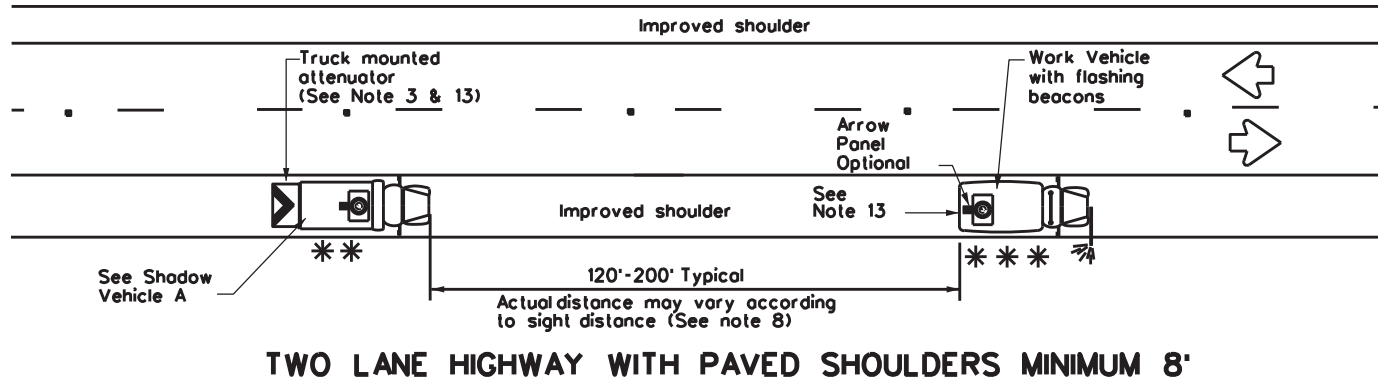 Improved shoulder
Truck mounted
attenuator
(See Note 3 & 13)
Work Vehicle
with flashing
beacons
Arrow
Panel
Optional
See
Note 13
Improved shoulder
See Shadow
Vehicle A
120'-200' Typical
Actual distance may vary according
to sight distance (See note 8)
TWO LANE HIGHWAY WITH PAVED SHOULDERS MINIMUM 8'